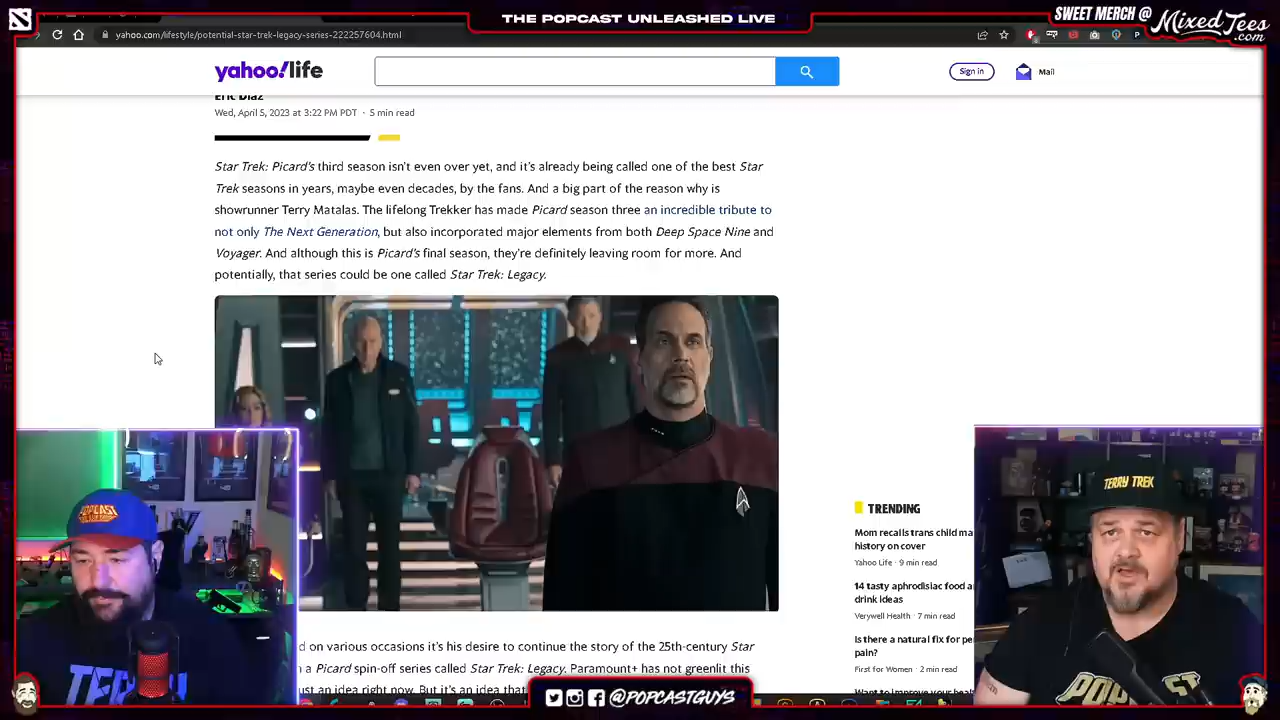 THE POPCAST UNLEASHED LIVE
SWEET MERCH @
MixedTees.com
yahoo.com/lifestyle/potential-star-trek-legacy-series-222257604.html
yahoo!life
Sign in
Mail
Eric Diaz
Wed, April 5, 2023 at 3:22 PM PDT · 5 min read
Star Trek: Picard's third season isn't even over yet, and it's already being called one of the best Star
Trek seasons in years, maybe even decades, by the fans. And a big part of the reason why is
showrunner Terry Matalas. The lifelong Trekker has made Picard season three an incredible tribute to
not only The Next Generation, but also incorporated major elements from both Deep Space Nine and
Voyager. And although this is Picard's final season, they're definitely leaving room for more. And
potentially, that series could be one called Star Trek: Legacy.
TRENDING
Mom recalls trans child ma
history on cover
Yahoo Life · 9 min read
14 tasty aphrodisiac food a
drink ideas
Verywell Health · 7 min read
Is there a natural fix for pe
pain?
First for Women · 2 min read
Want to improve your heal
d on various occasions it's his desire to continue the story of the 25th-century Star
a Picard spin-off series called Star Trek: Legacy. Paramount+ has not greenlit this
ust an idea right now. But it's an idea that
POPCAST
TERRY TREK
POPCAST
@POPCASTGUYS